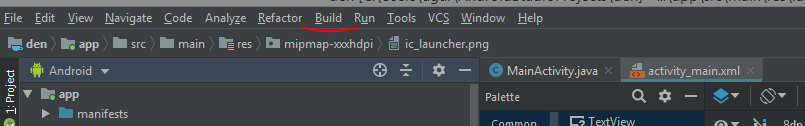 File Edit View Navigate Code Analyze Refactor Build Run Tools VCS Window Help
den app src main res mipmap-xxxhdpi ic_launcher.png
Android MainActivity.java activity_main.xml
1: Project app Palette
manifests Common TextView 8dp